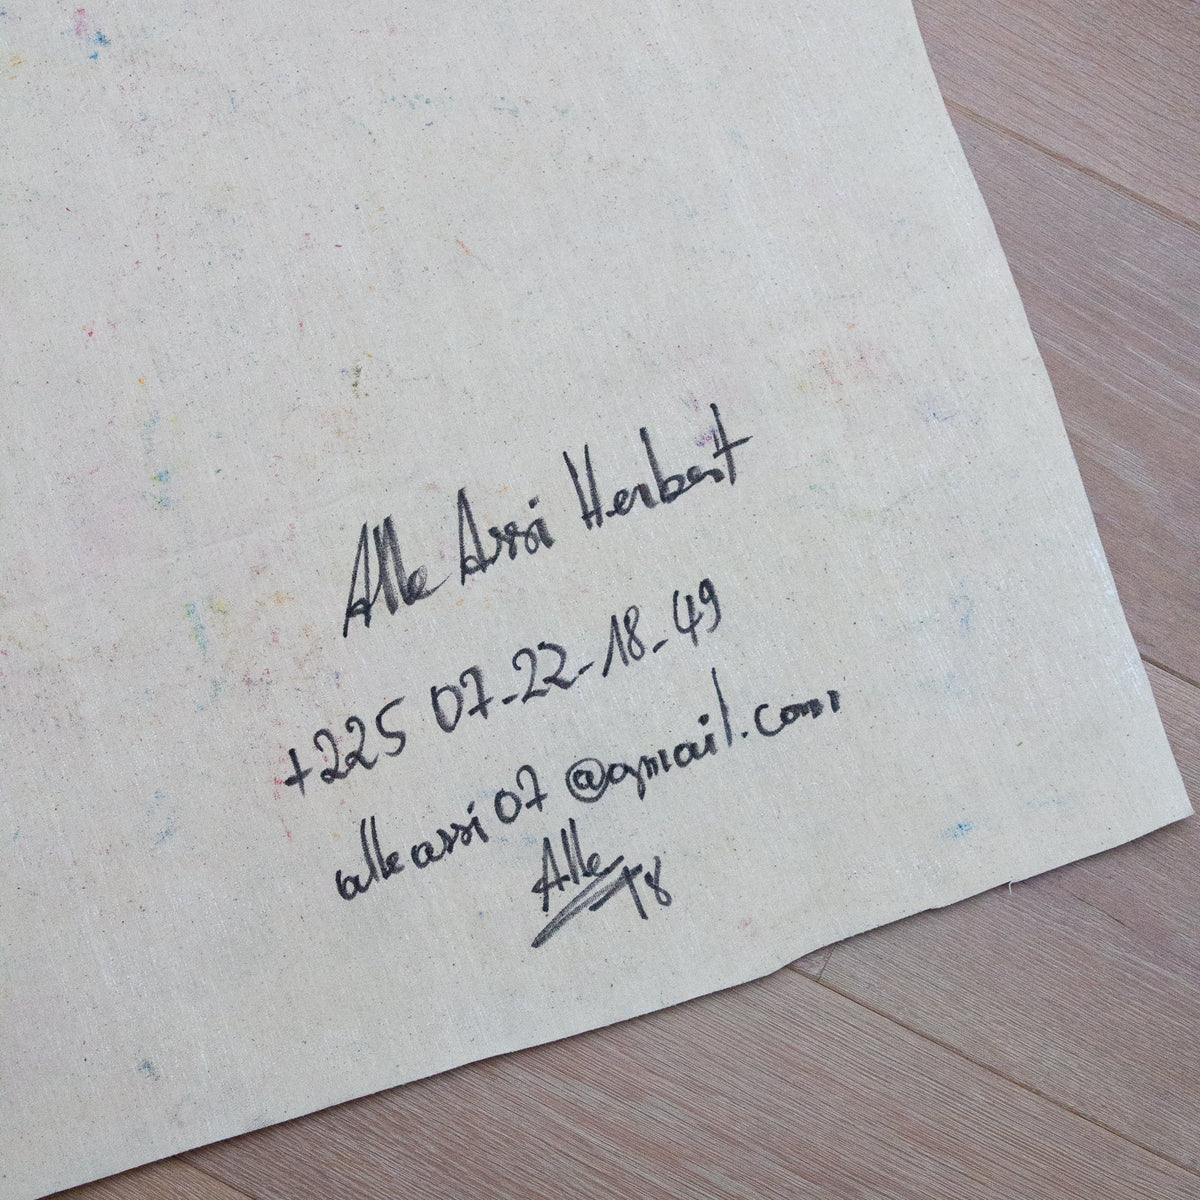 Alle Assi Herbert
+225 07-22-18-49
alleassi07@gmail.com
Alle 18